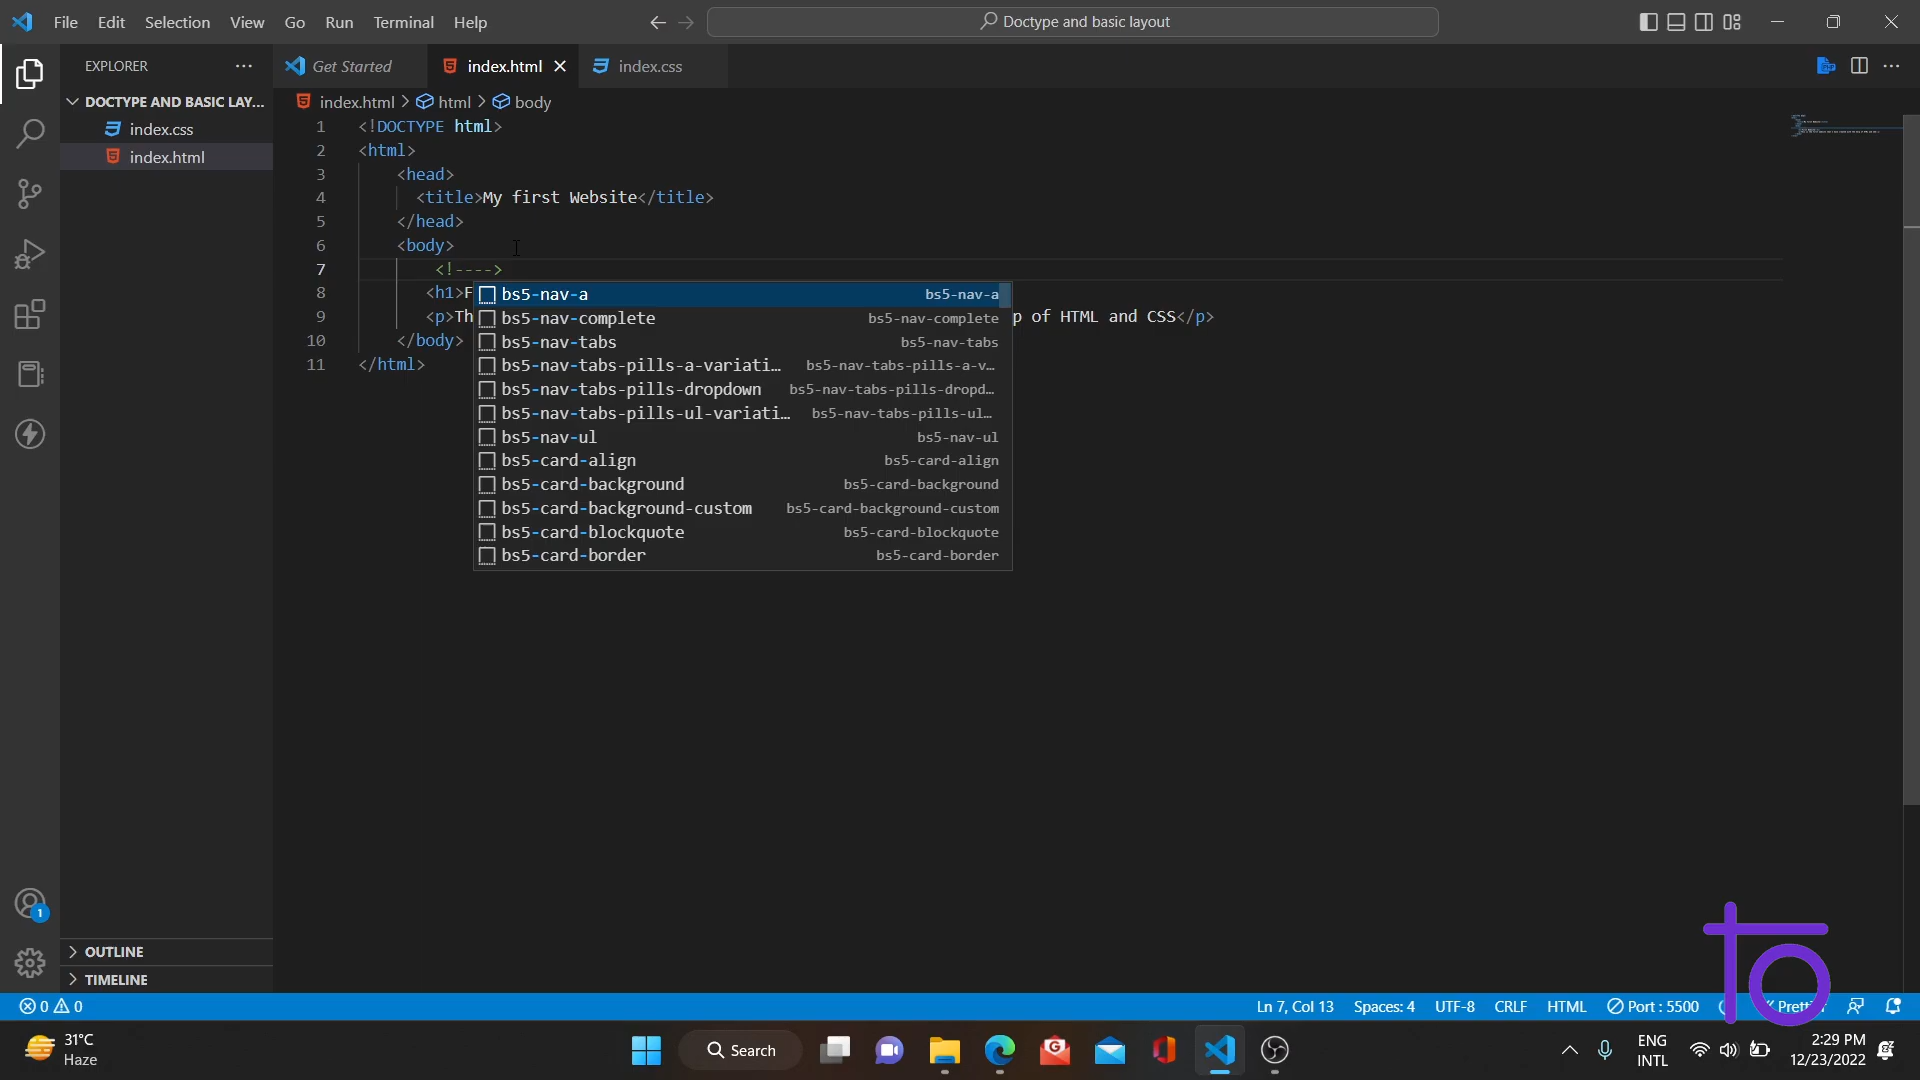 File Edit Selection View Go Run Terminal Help
Doctype and basic layout
EXPLORER
Get Started
index.html
index.css
DOCTYPE AND BASIC LAY...
index.css
index.html
index.html > html > body
1 <!DOCTYPE html>
2 <html>
3 <head>
4 <title>My first Website</title>
5 </head>
6 <body>
7 <!---->
8 <h1>F
9 <p>Th p of HTML and CSS</p>
10 </body>
11 </html>
bs5-nav-a bs5-nav-a
bs5-nav-complete bs5-nav-complete
bs5-nav-tabs bs5-nav-tabs
bs5-nav-tabs-pills-a-variati... bs5-nav-tabs-pills-a-v...
bs5-nav-tabs-pills-dropdown bs5-nav-tabs-pills-dropd...
bs5-nav-tabs-pills-ul-variati... bs5-nav-tabs-pills-ul...
bs5-nav-ul bs5-nav-ul
bs5-card-align bs5-card-align
bs5-card-background bs5-card-background
bs5-card-background-custom bs5-card-background-custom
bs5-card-blockquote bs5-card-blockquote
bs5-card-border bs5-card-border
1
OUTLINE
TIMELINE
0 0
Ln 7, Col 13 Spaces: 4 UTF-8 CRLF HTML Port : 5500
31°C
Haze
Search
ENG
INTL
2:29 PM
12/23/2022